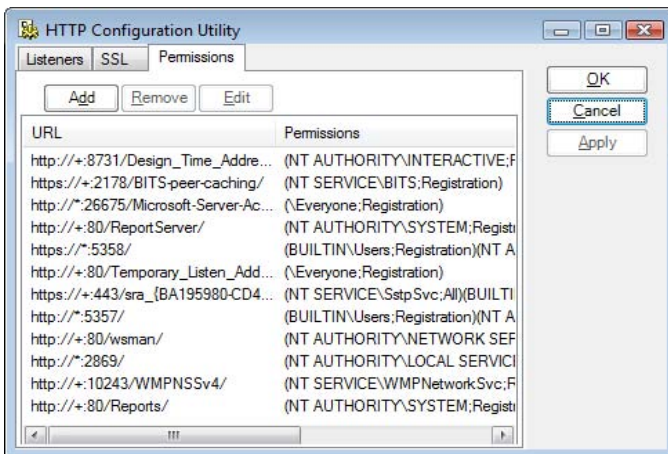 HTTP Configuration Utility
Listeners SSL Permissions
Add Remove Edit
OK
Cancel
Apply
URL Permissions
http://+:8731/Design_Time_Addre... (NT AUTHORITY\INTERACTIVE;F
https://+:2178/BITS-peer-caching/ (NT SERVICE\BITS;Registration)
http://*:26675/Microsoft-Server-Ac... (\Everyone;Registration)
http://+:80/ReportServer/ (NT AUTHORITY\SYSTEM;Registr
https://*:5358/ (BUILTIN\Users;Registration)(NT A
http://+:80/Temporary_Listen_Add... (\Everyone;Registration)
https://+:443/sra_{BA195980-CD4... (NT SERVICE\SstpSvc;All)(BUILTI
http://*:5357/ (BUILTIN\Users;Registration)(NT A
http://+:80/wsman/ (NT AUTHORITY\NETWORK SEF
http://*:2869/ (NT AUTHORITY\LOCAL SERVICI
http://+:10243/WMPNSSv4/ (NT SERVICE\WMPNetworkSvc;F
http://+:80/Reports/ (NT AUTHORITY\SYSTEM;Registr